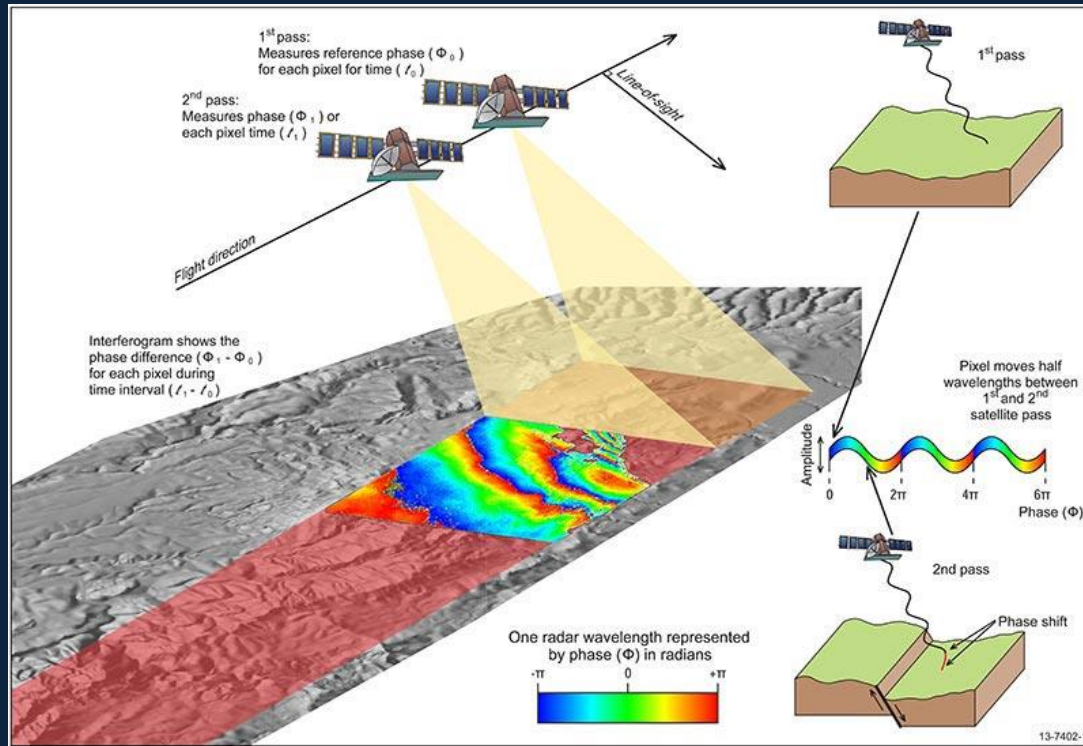 1st pass:
Measures reference phase (Φ₀)
for each pixel for time (t₀)
2nd pass:
Measures phase (Φ₁) or
each pixel time (t₁)
Line-of-sight
Flight direction
1st pass
Interferogram shows the
phase difference (Φ₁ - Φ₀)
for each pixel during
time interval (t₁ - t₀)
Pixel moves half
wavelengths between
1st and 2nd
satellite pass
Amplitude
0 2π 4π 6π
Phase (Φ)
2nd pass
Phase shift
One radar wavelength represented
by phase (Φ) in radians
-π 0 +π